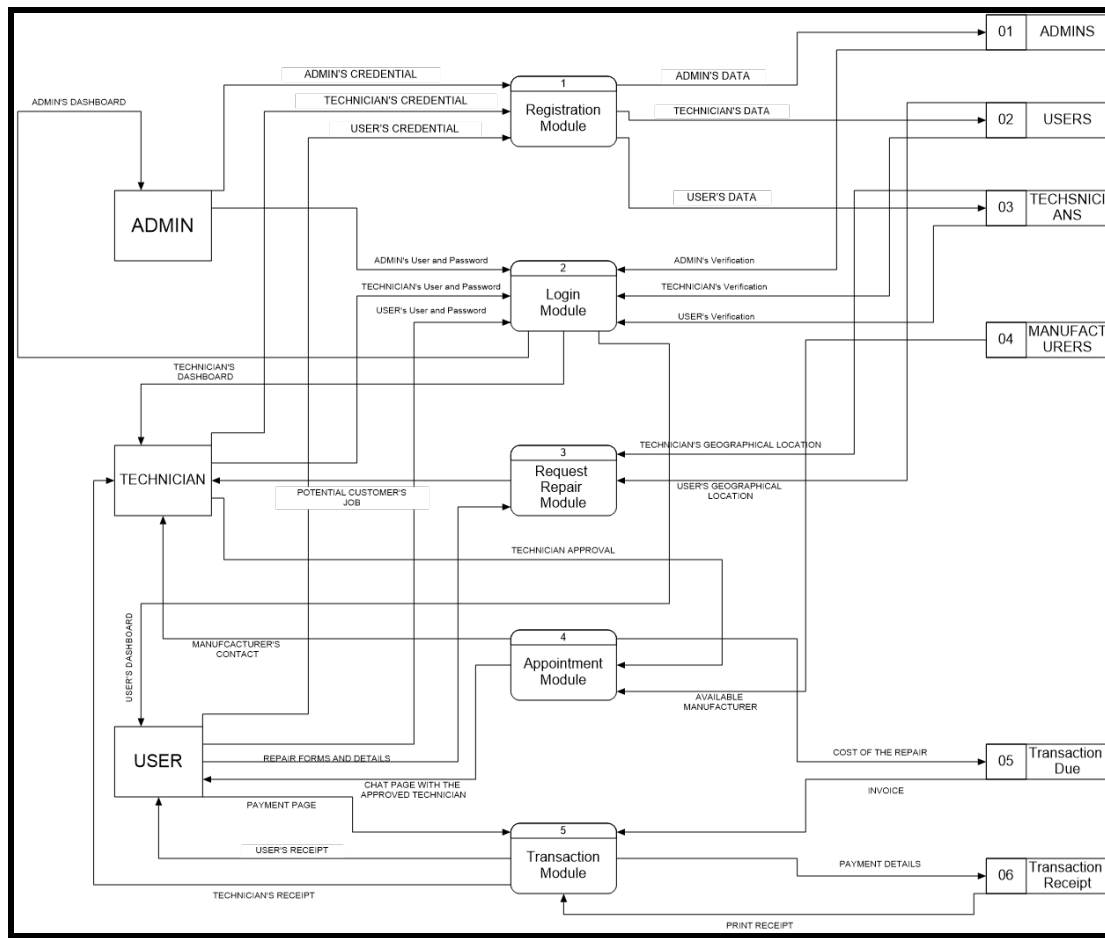 01
ADMINS
ADMIN'S CREDENTIAL
ADMIN'S DATA
1
Registration
Module
ADMIN'S DASHBOARD
TECHNICIAN'S CREDENTIAL
TECHNICIAN'S DATA
02
USERS
USER'S CREDENTIAL
USER'S DATA
03
TECHSNICI
ANS
ADMIN
ADMIN's User and Password
2
Login
Module
ADMIN's Verification
TECHNICIAN's User and Password
TECHNICIAN's Verification
USER's User and Password
USER's Verification
04
MANUFACT
URERS
TECHNICIAN'S
DASHBOARD
TECHNICIAN
3
Request
Repair
Module
TECHNICIAN'S GEOGRAPHICAL LOCATION
USER'S GEOGRAPHICAL
LOCATION
POTENTIAL CUSTOMER'S
JOB
TECHNICIAN APPROVAL
USER'S DASHBOARD
MANUFCACTURER'S
CONTACT
4
Appointment
Module
AVAILABLE
MANUFACTURER
USER
REPAIR FORMS AND DETAILS
COST OF THE REPAIR
05
Transaction
Due
CHAT PAGE WITH THE
APPROVED TECHNICIAN
INVOICE
PAYMENT PAGE
5
Transaction
Module
USER'S RECEIPT
PAYMENT DETAILS
06
Transaction
Receipt
TECHNICIAN'S RECEIPT
PRINT RECEIPT